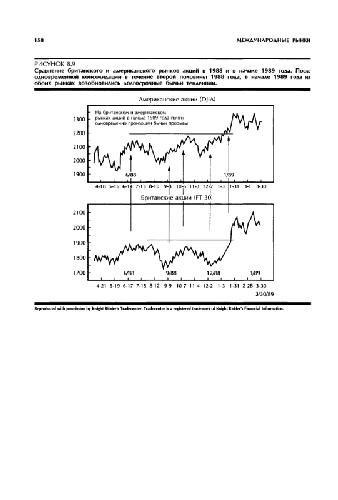 158 МЕЖДУНАРОДНЫЕ РЫНКИ
РИСУНОК 8.9
Сравнение британского и американского рынков акций в 1988 и в начале 1989 года. После
одновременной консолидации в течение второй половины 1988 года, в начале 1989 года на
обоих рынках возобновились синхронные бычьи тенденции.
Американские акции (DJIA)
На британском и американском
рынках акций в начале 1989 года почти
одновременно произошли бычьи прорывы
2300
2200
2100
2000
1900
6/88
1/89
Британские акции (FT-30)
2100
2000
1900
1800
1700
6/88
9/88
12/88
1/89
4-21 5-19 6-17 7-15 8-12 9-9 10-7 11-4 12-2 1-3 1-31 2-28 3-30
3/30/89
Reproduced with permission by Knight Ridder's Tradecenter. Tradecenter is a registered trademark of Knight Ridder's Financial Information.